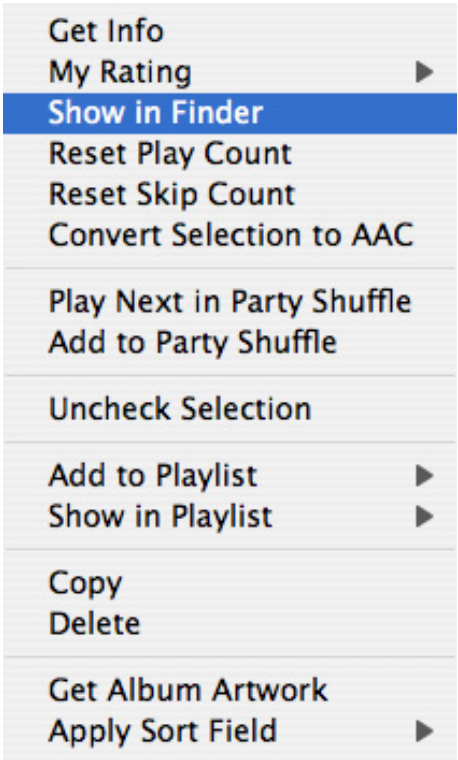 Get Info
My Rating
Show in Finder
Reset Play Count
Reset Skip Count
Convert Selection to AAC
Play Next in Party Shuffle
Add to Party Shuffle
Uncheck Selection
Add to Playlist
Show in Playlist
Copy
Delete
Get Album Artwork
Apply Sort Field